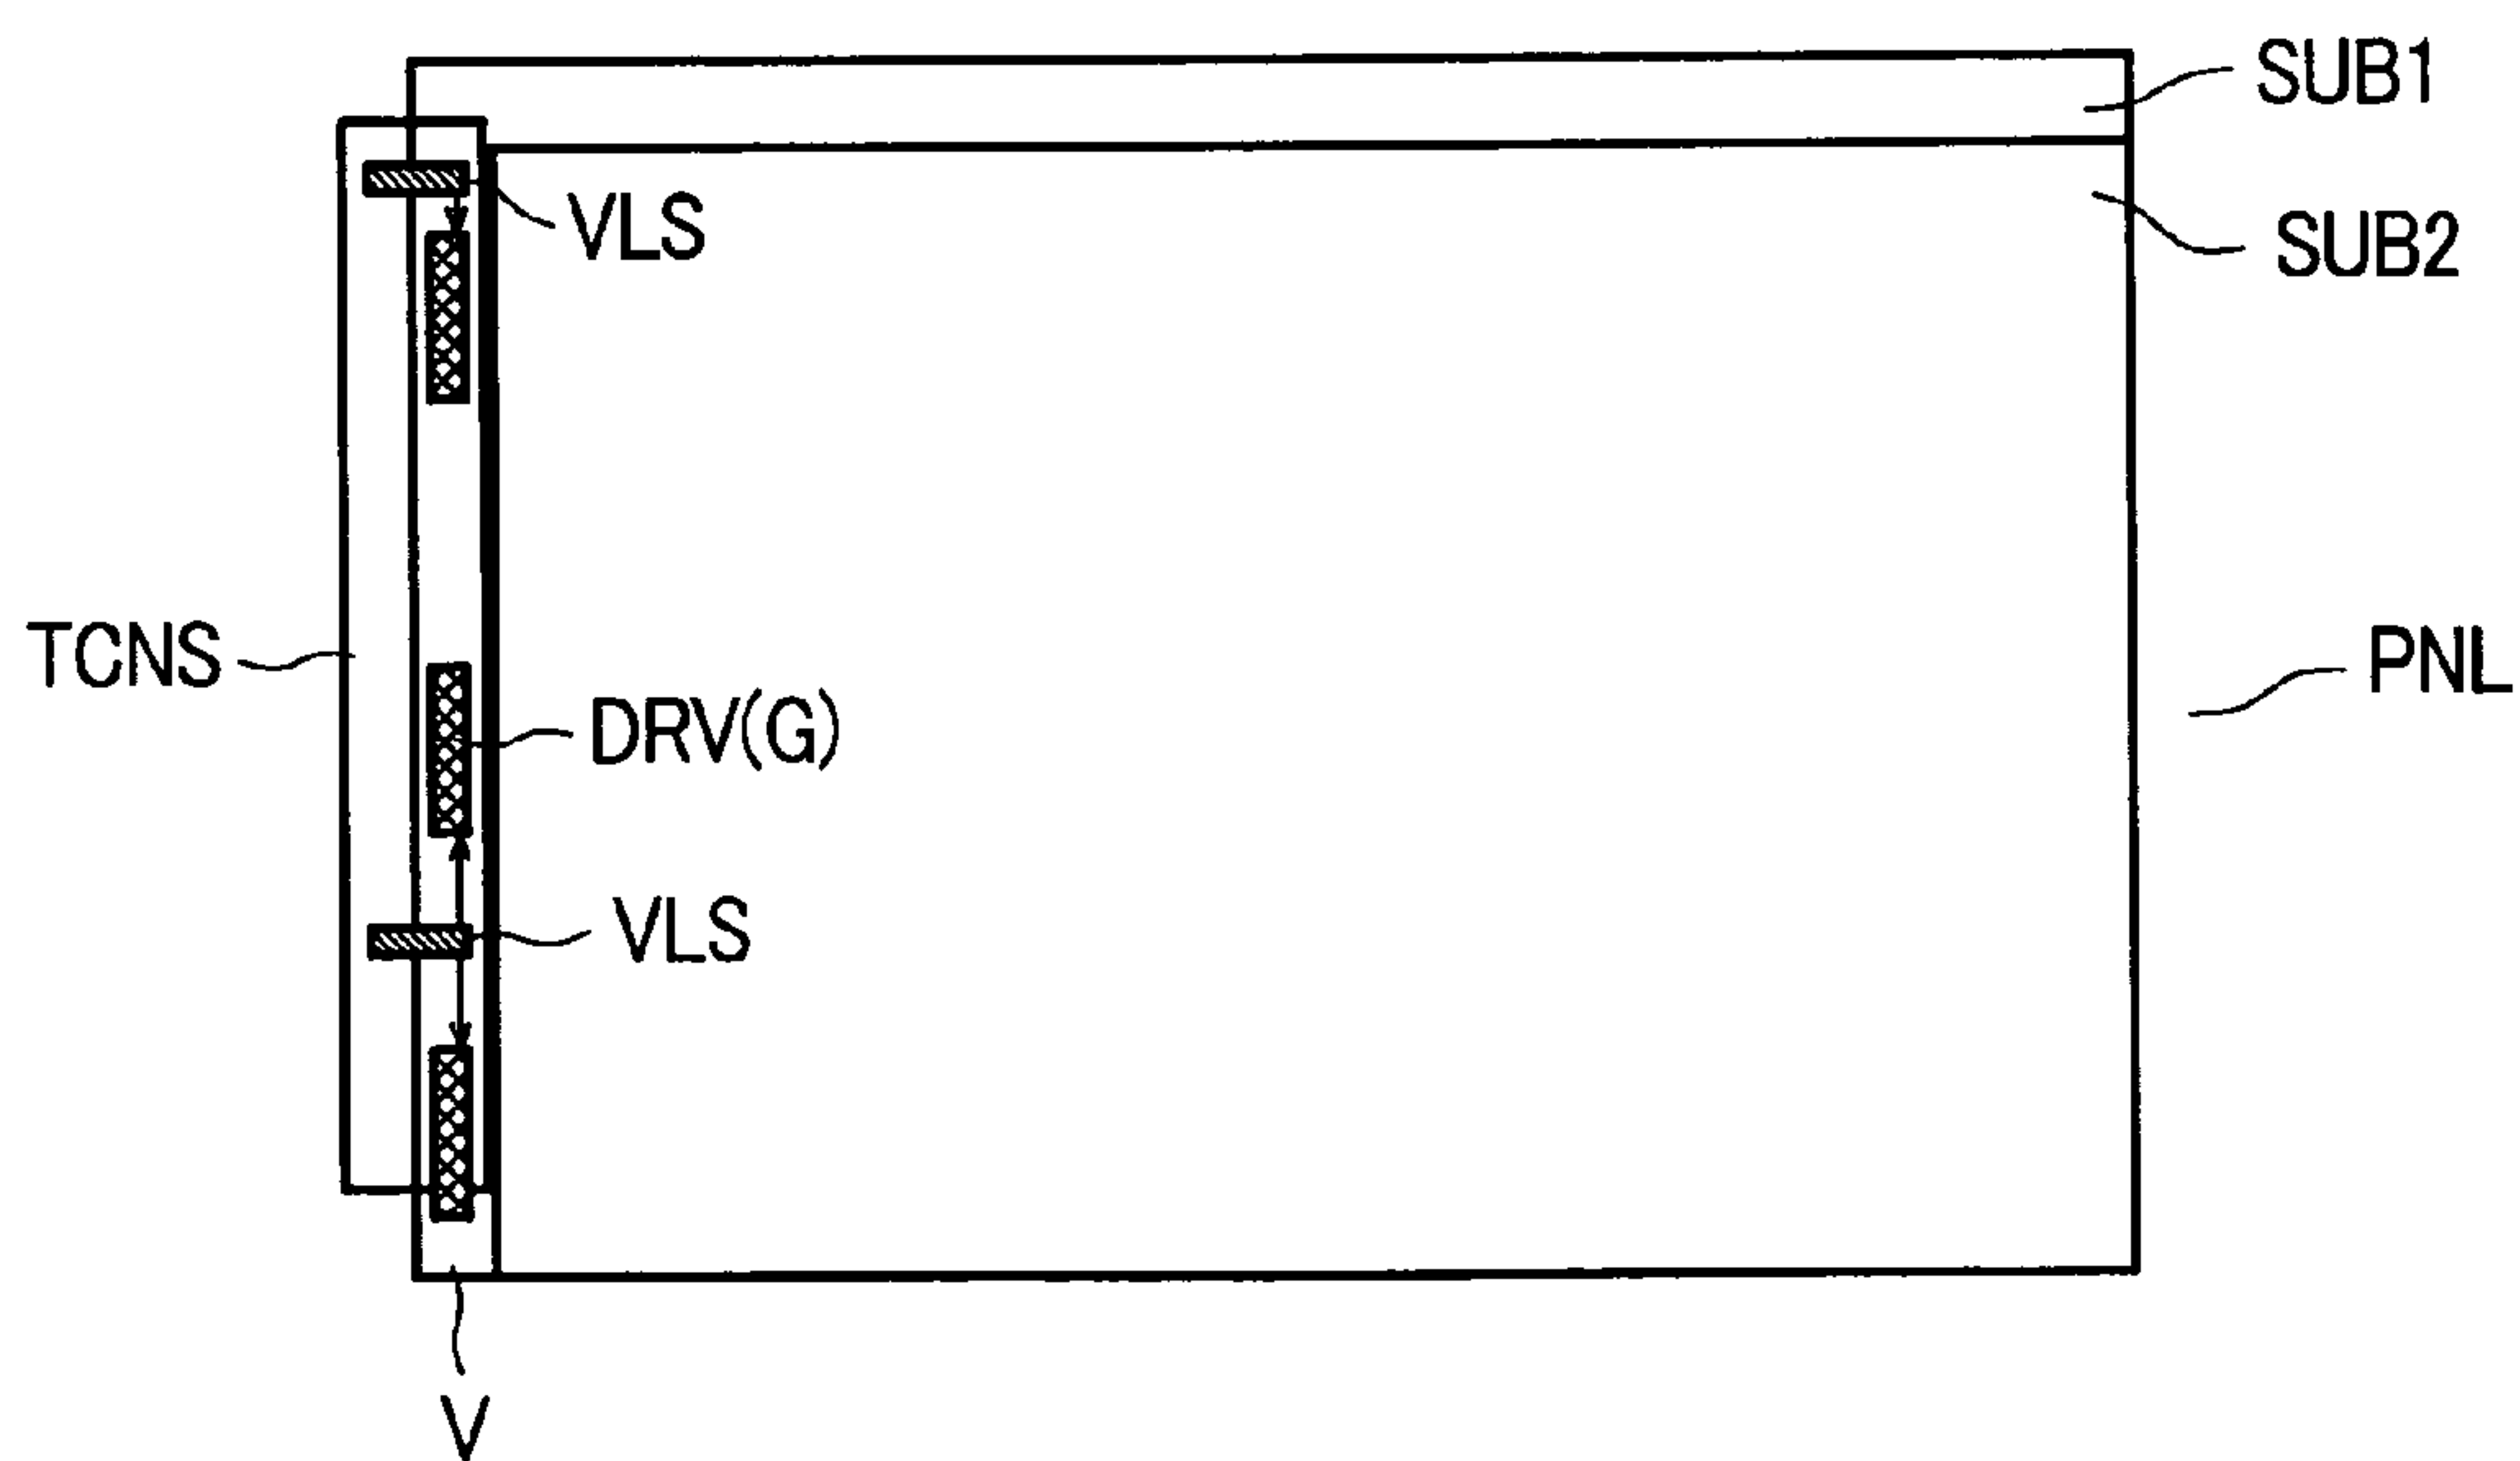 SUB1
VLS
SUB2
TCNS
PNL
DRV(G)
VLS
V